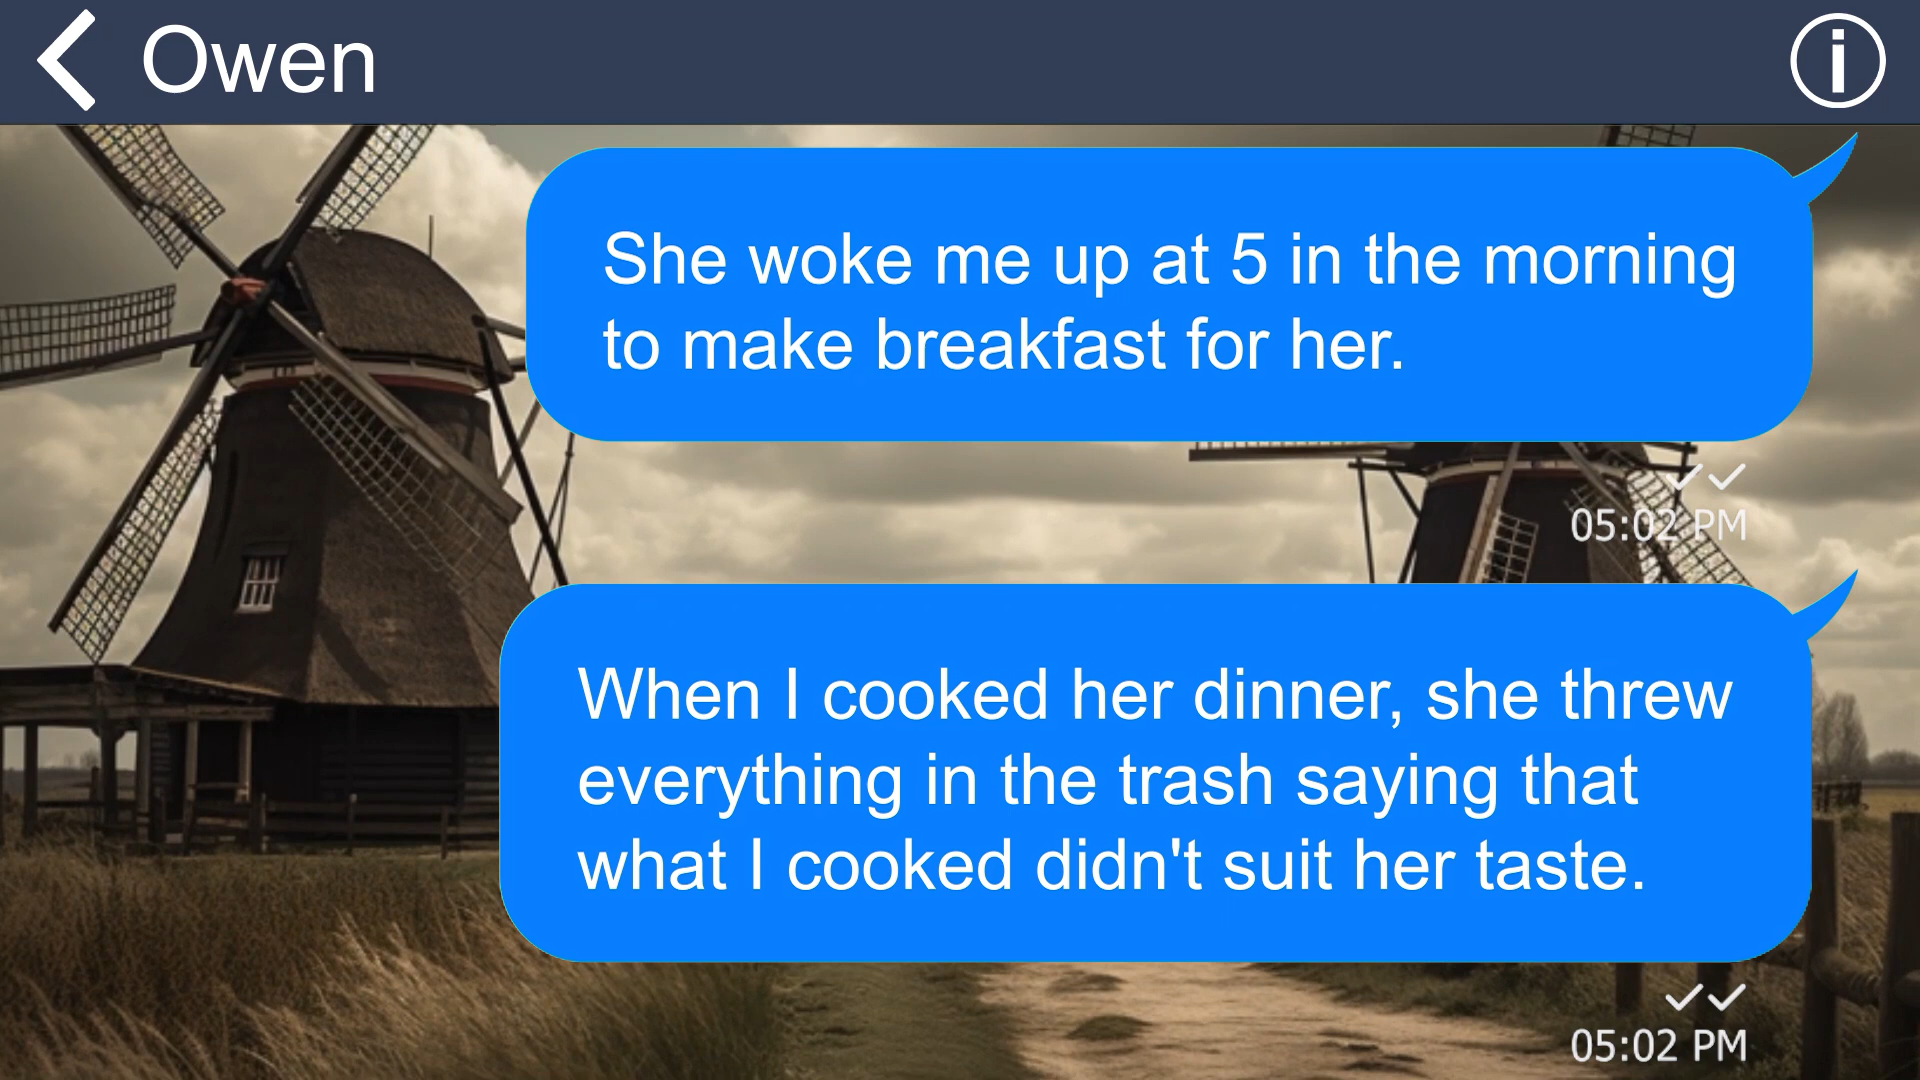 Owen
She woke me up at 5 in the morning
to make breakfast for her.
05:02 PM
When I cooked her dinner, she threw
everything in the trash saying that
what I cooked didn't suit her taste.
05:02 PM